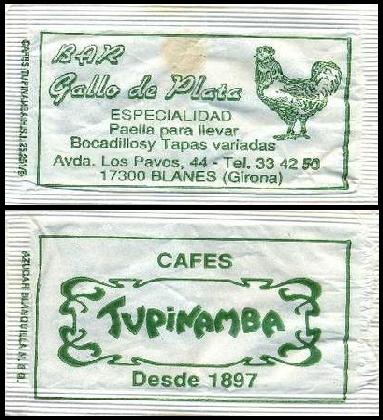 BAR
Gallo de Plata
ESPECIALIDAD
Paella para llevar
Bocadillosy Tapas variadas
Avda. Los Pavos, 44 - Tel. 33 42 50
17300 BLANES (Girona)
CAFES
TUPINAMBA
Desde 1897